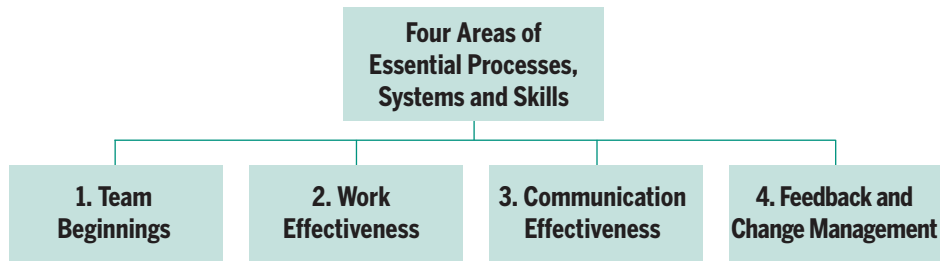 Four Areas of
Essential Processes,
Systems and Skills
1. Team
Beginnings
2. Work
Effectiveness
3. Communication
Effectiveness
4. Feedback and
Change Management